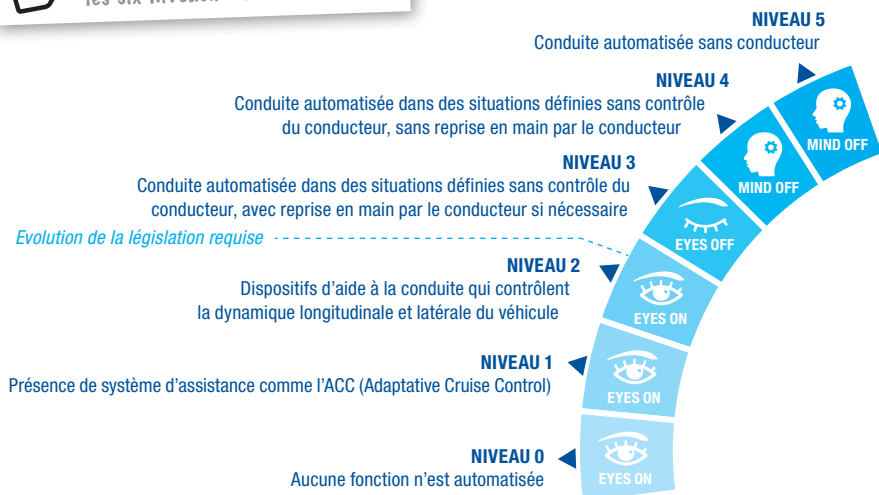 les six
NIVEAU 5
Conduite automatisée sans conducteur
NIVEAU 4
Conduite automatisée dans des situations définies sans contrôle
du conducteur, sans reprise en main par le conducteur
NIVEAU 3
Conduite automatisée dans des situations définies sans contrôle du
conducteur, avec reprise en main par le conducteur si nécessaire
Evolution de la législation requise
NIVEAU 2
Dispositifs d'aide à la conduite qui contrôlent
la dynamique longitudinale et latérale du véhicule
NIVEAU 1
Présence de système d'assistance comme l'ACC (Adaptative Cruise Control)
NIVEAU 0
Aucune fonction n'est automatisée
MIND OFF
MIND OFF
EYES OFF
EYES ON
EYES ON
EYES ON